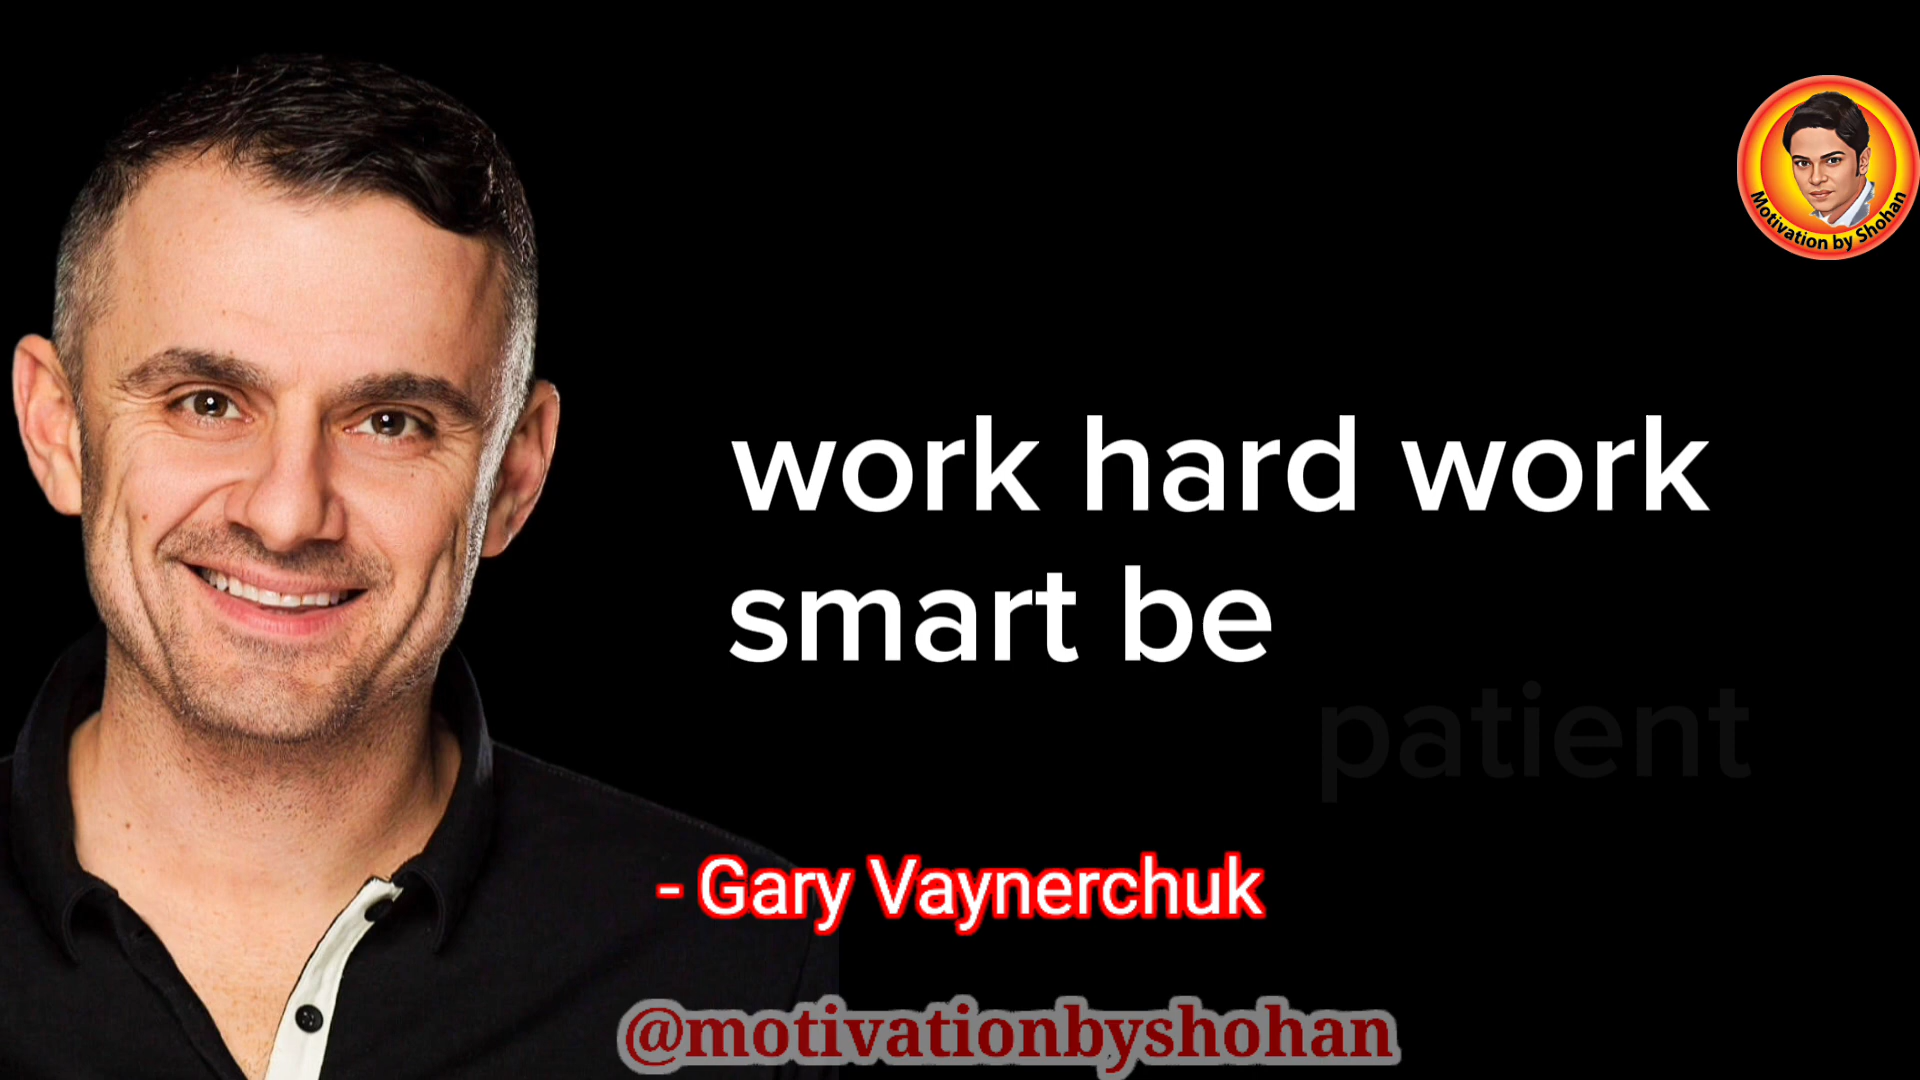 Motivation by Shohan
work hard work
smart be
patient
- Gary Vaynerchuk
@motivationbyshohan